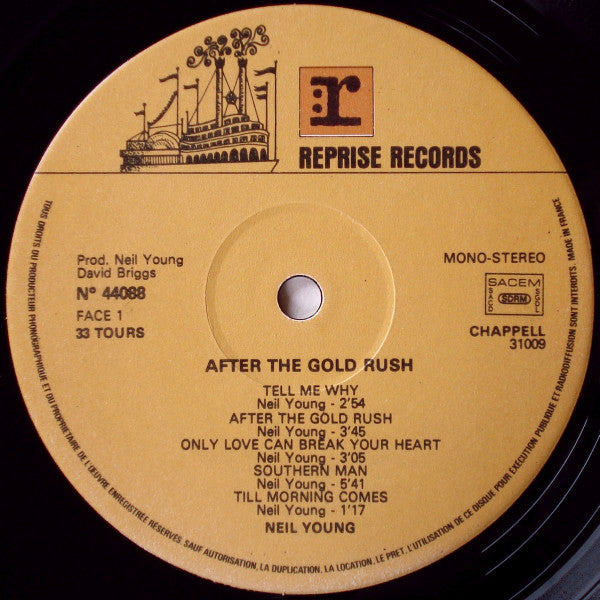 r
REPRISE RECORDS
Prod. Neil Young
David Briggs
Nº 44088
FACE 1
33 TOURS
MONO-STEREO
SACEM
SACD SDRM SGDL
CHAPPELL
31009
AFTER THE GOLD RUSH
TELL ME WHY
Neil Young - 2'54
AFTER THE GOLD RUSH
Neil Young - 3'45
ONLY LOVE CAN BREAK YOUR HEART
Neil Young - 3'05
SOUTHERN MAN
Neil Young - 5'41
TILL MORNING COMES
Neil Young - 1'17
NEIL YOUNG
TOUS DROITS DU PRODUCTEUR PHONOGRAPHIQUE ET DU PROPRIETAIRE DE L'ŒUVRE ENREGISTREE RESERVES SAUF AUTORISATION, LA DUPLICATION, LA LOCATION, LE PRET, L'UTILISATION DE CE DISQUE POUR EXECUTION PUBLIQUE ET RADIODIFFUSION SONT INTERDITS. MADE IN FRANCE